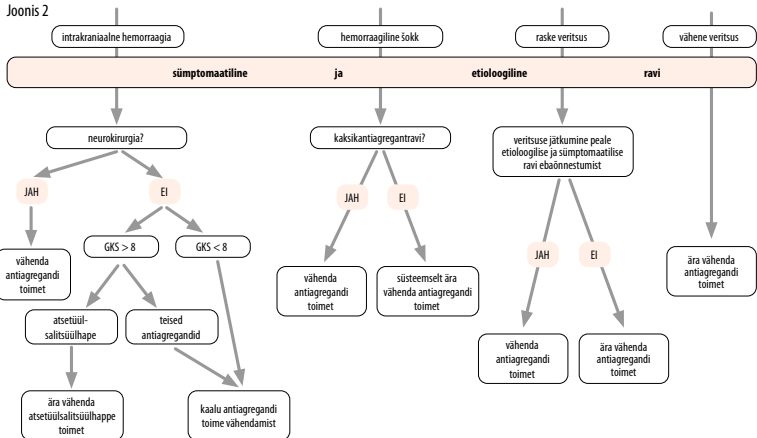 Joonis 2
intrakraniaalne hemorraagia
hemorraagiline šokk
raske veritsus
vähene veritsus
sümptomaatiline ja etioloogiline ravi
neurokirurgia?
kaksikantiagregantravi?
veritsuse jätkumine peale
etioloogilise ja sümptomaatilise
ravi ebaõnnestumist
JAH
EI
JAH
EI
JAH
EI
vähenda
antiagregandi
toimet
GKS > 8
GKS < 8
vähenda
antiagregandi
toimet
süsteemselt ära
vähenda antiagregandi
toimet
ära vähenda
antiagregandi
toimet
atsetüül-
salitsüülhape
teised
antiagregandid
vähenda
antiagregandi
toimet
ära vähenda
antiagregandi
toimet
ära vähenda
atsetüülsalitsüülhappe
toimet
kaalu antiagregandi
toime vähendamist